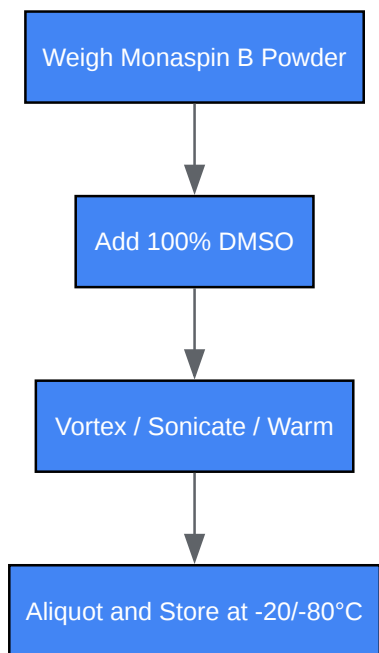 Weigh Monaspin B Powder
Add 100% DMSO
Vortex / Sonicate / Warm
Aliquot and Store at -20/-80°C